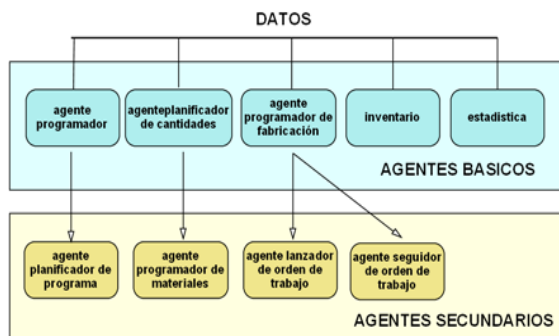 DATOS
agente
programador
agenteplanificador
de cantidades
agente
programador de
fabricación
inventario
estadistica
AGENTES BASICOS
agente
planificador de
programa
agente
programador de
materiales
agente lanzador
de orden de
trabajo
agente seguidor
de orden de
trabajo
AGENTES SECUNDARIOS